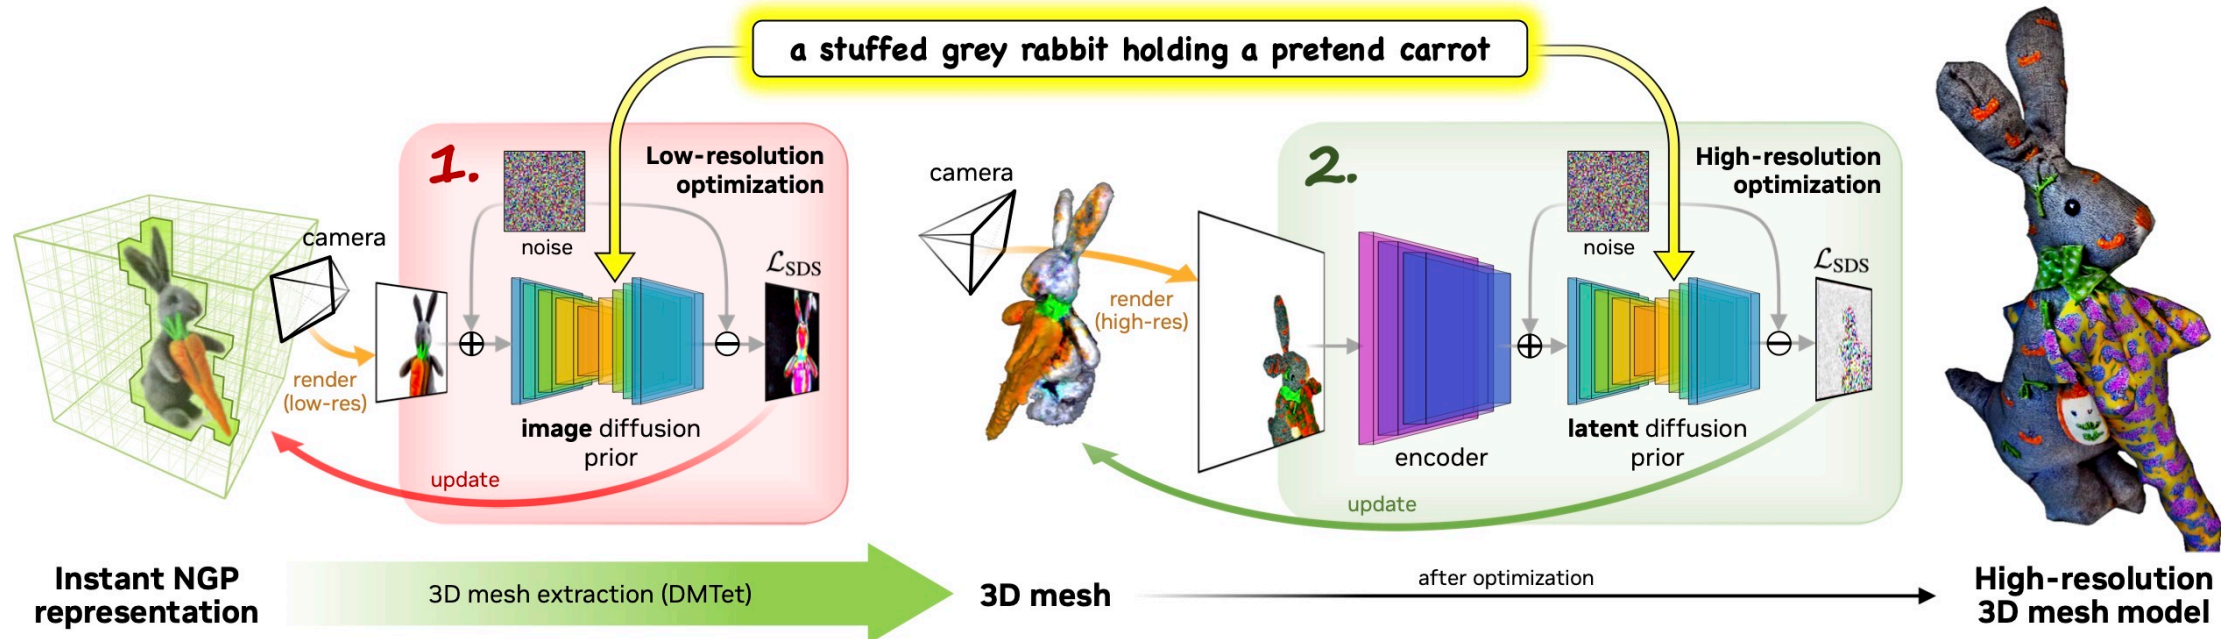 a stuffed grey rabbit holding a pretend carrot
1.
Low-resolution
optimization
noise
camera
render
(low-res)
ℒSDS
image diffusion
prior
update
camera
render
(high-res)
2.
High-resolution
optimization
noise
ℒSDS
encoder
latent diffusion
prior
update
Instant NGP
representation
3D mesh extraction (DMTet)
3D mesh
after optimization
High-resolution
3D mesh model